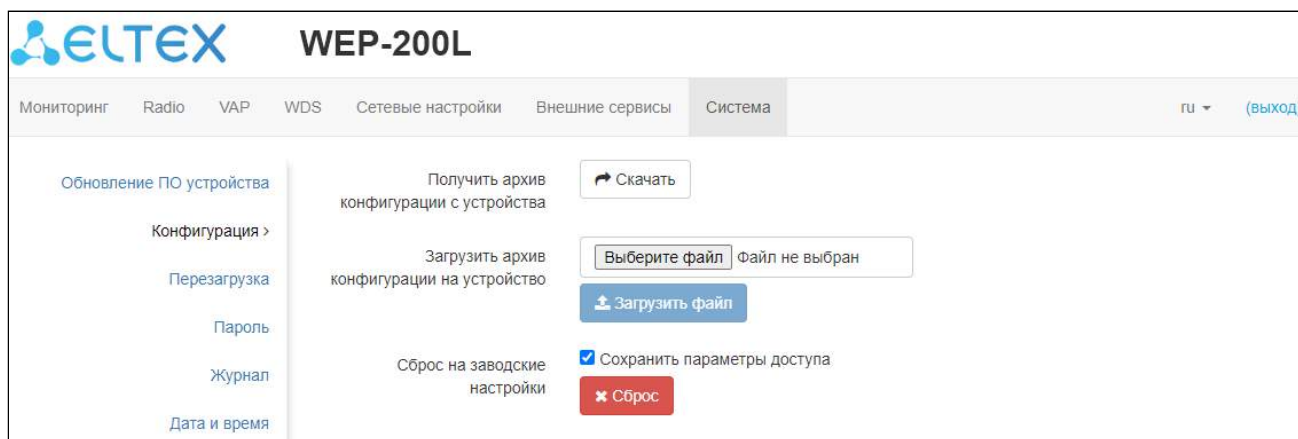 ELTEX
WEP-200L
Мониторинг Radio VAP WDS Сетевые настройки Внешние сервисы Система ru (выход
Обновление ПО устройства
Конфигурация >
Перезагрузка
Пароль
Журнал
Дата и время
Получить архив
конфигурации с устройства
Скачать
Загрузить архив
конфигурации на устройство
Выберите файл Файл не выбран
Загрузить файл
Сброс на заводские
настройки
Сохранить параметры доступа
Сброс